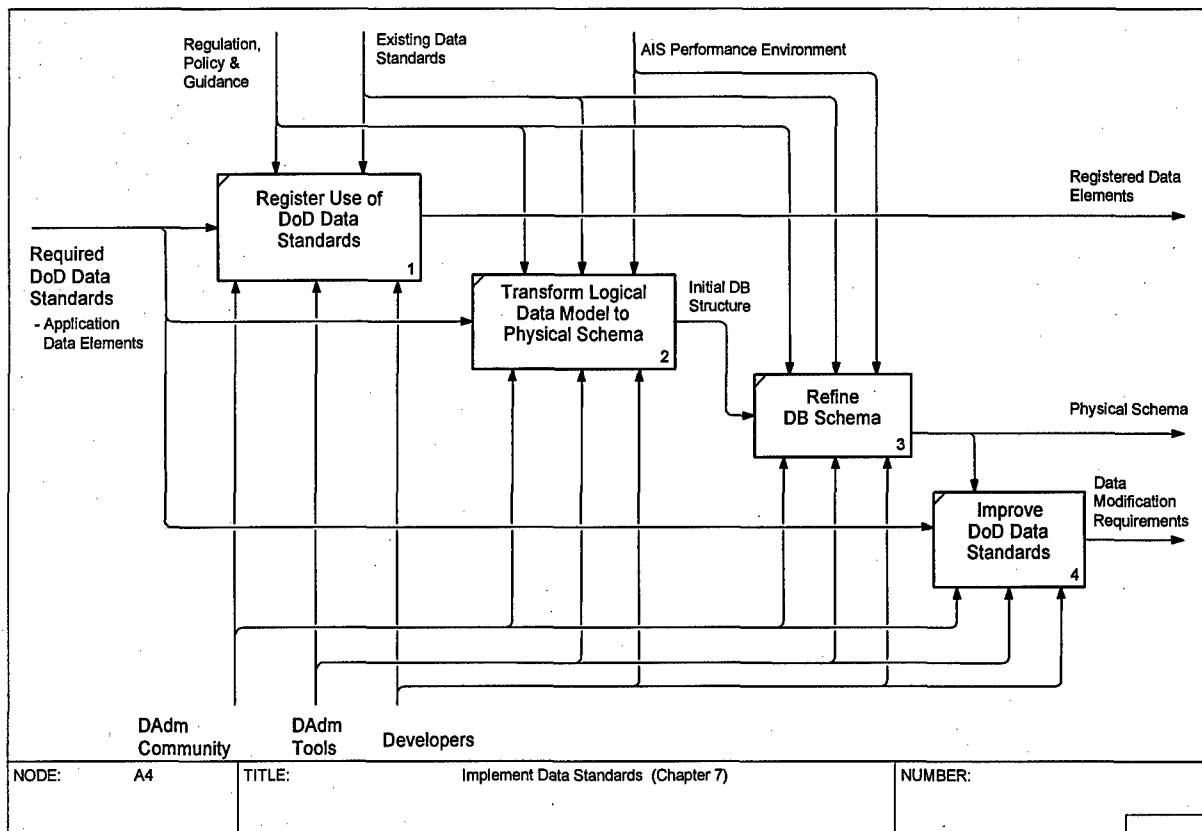 Regulation,
Policy &
Guidance
Existing Data
Standards
AIS Performance Environment
Register Use of
DoD Data
Standards
1
Registered Data
Elements
Required
DoD Data
Standards
- Application
Data Elements
Transform Logical
Data Model to
Physical Schema
2
Initial DB
Structure
Refine
DB Schema
3
Physical Schema
Improve
DoD Data
Standards
4
Data
Modification
Requirements
DAdm
Community
DAdm
Tools
Developers
NODE: A4
TITLE: Implement Data Standards (Chapter 7)
NUMBER: